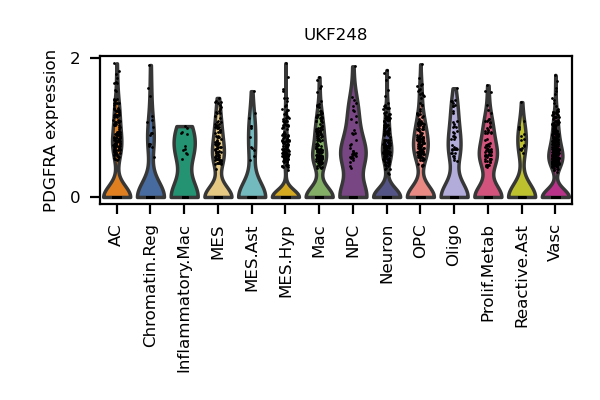 UKF248
PDGFRA expression
2
0
AC
Chromatin.Reg
Inflammatory.Mac
MES
MES.Ast
MES.Hyp
Mac
NPC
Neuron
OPC
Oligo
Prolif.Metab
Reactive.Ast
Vasc